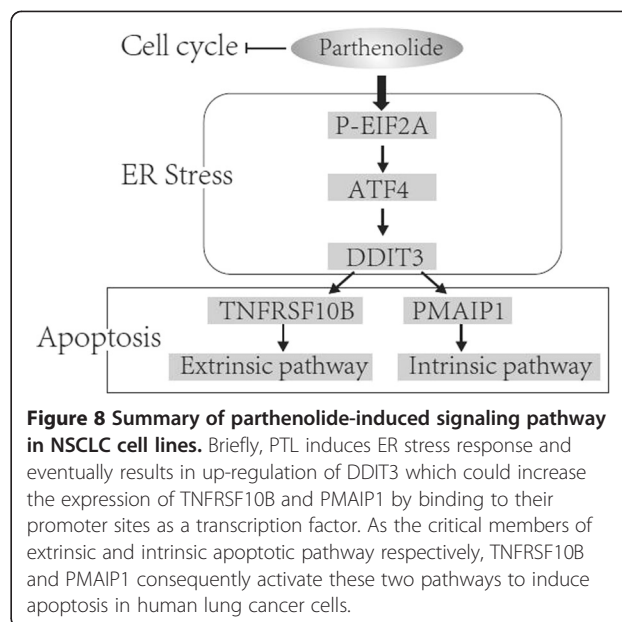 Cell cycle
Parthenolide
P-EIF2A
ER Stress
ATF4
DDIT3
TNFRSF10B PMAIP1
Apoptosis
Extrinsic pathway Intrinsic pathway
Figure 8 Summary of parthenolide-induced signaling pathway
in NSCLC cell lines. Briefly, PTL induces ER stress response and
eventually results in up-regulation of DDIT3 which could increase
the expression of TNFRSF10B and PMAIP1 by binding to their
promoter sites as a transcription factor. As the critical members of
extrinsic and intrinsic apoptotic pathway respectively, TNFRSF10B
and PMAIP1 consequently activate these two pathways to induce
apoptosis in human lung cancer cells.